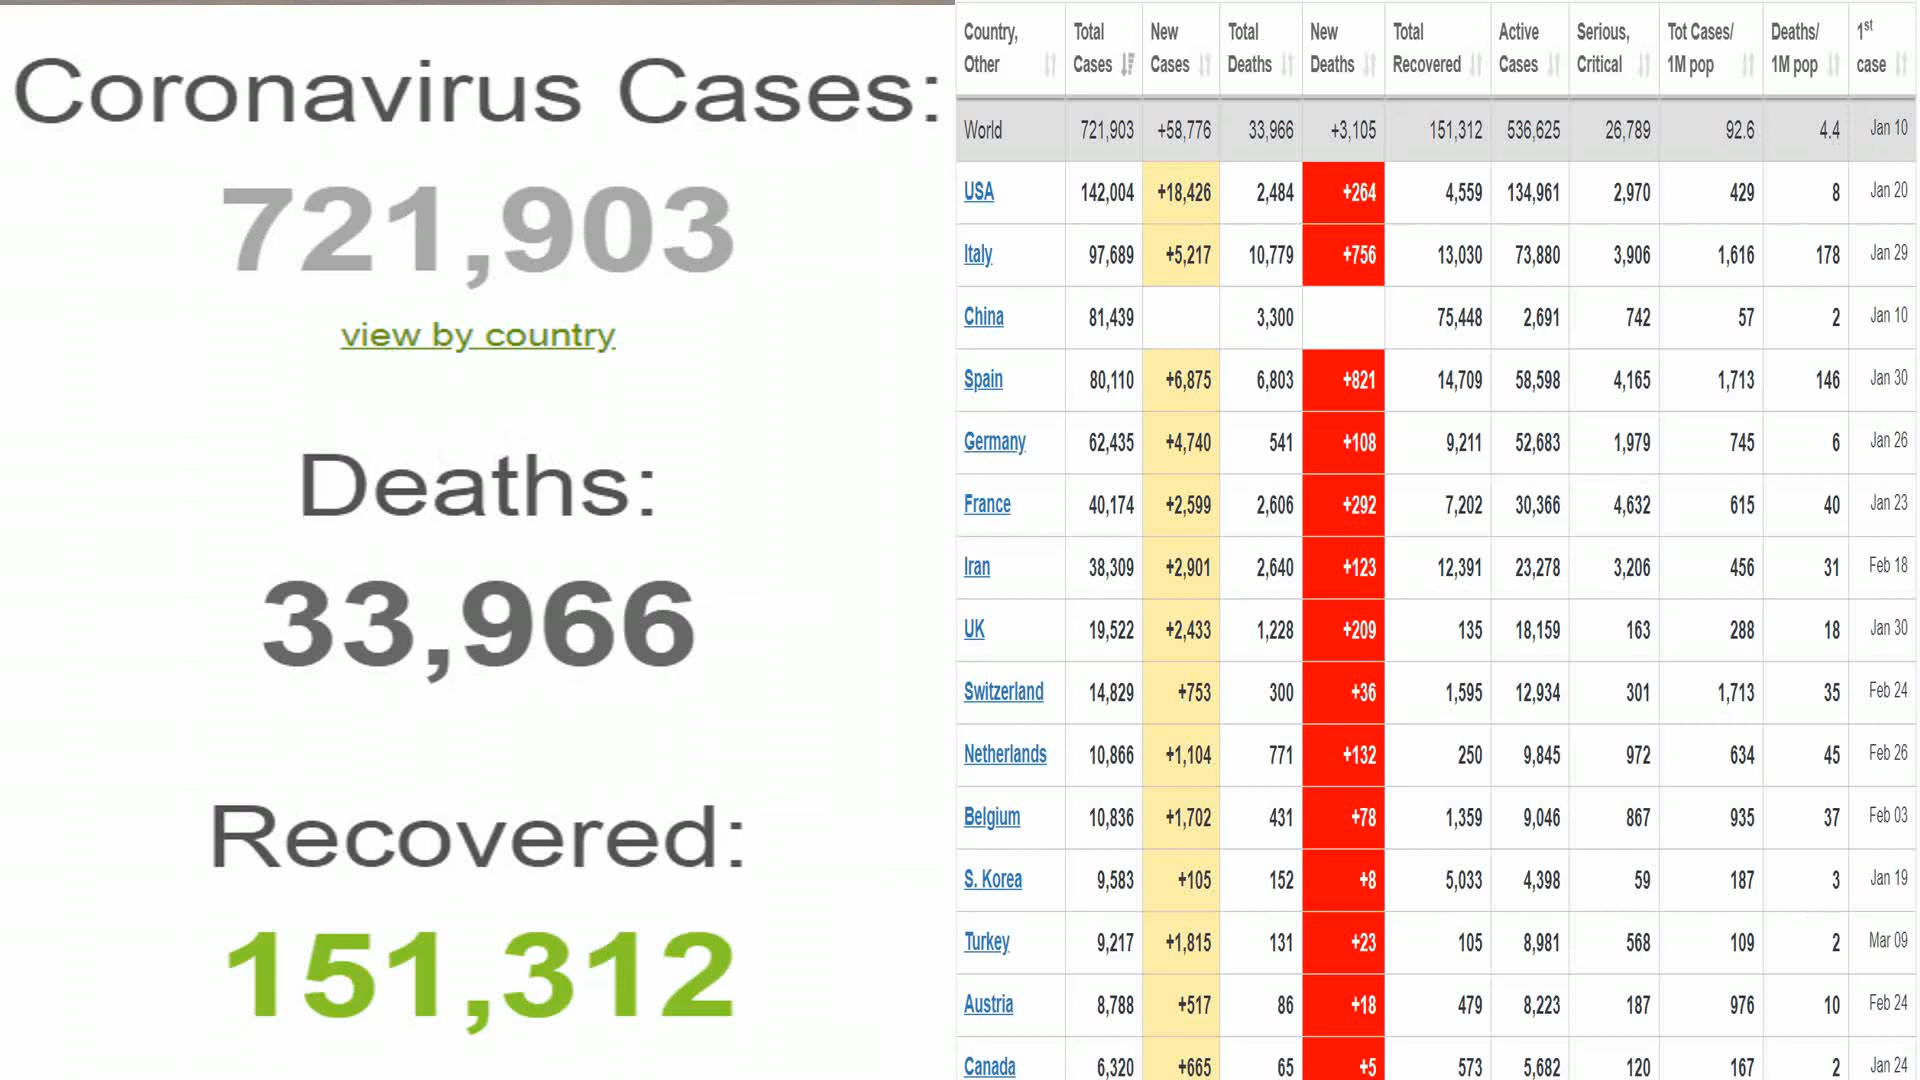 Coronavirus Cases:
721,903
view by country
Deaths:
33,966
Recovered:
151,312
Country, Other Total Cases New Cases Total Deaths New Deaths Total Recovered Active Cases Serious, Critical Tot Cases/ 1M pop Deaths/ 1M pop 1st case
World 721,903 +58,776 33,966 +3,105 151,312 536,625 26,789 92.6 4.4 Jan 10
USA 142,004 +18,426 2,484 +264 4,559 134,961 2,970 429 8 Jan 20
Italy 97,689 +5,217 10,779 +756 13,030 73,880 3,906 1,616 178 Jan 29
China 81,439 3,300 75,448 2,691 742 57 2 Jan 10
Spain 80,110 +6,875 6,803 +821 14,709 58,598 4,165 1,713 146 Jan 30
Germany 62,435 +4,740 541 +108 9,211 52,683 1,979 745 6 Jan 26
France 40,174 +2,599 2,606 +292 7,202 30,366 4,632 615 40 Jan 23
Iran 38,309 +2,901 2,640 +123 12,391 23,278 3,206 456 31 Feb 18
UK 19,522 +2,433 1,228 +209 135 18,159 163 288 18 Jan 30
Switzerland 14,829 +753 300 +36 1,595 12,934 301 1,713 35 Feb 24
Netherlands 10,866 +1,104 771 +132 250 9,845 972 634 45 Feb 26
Belgium 10,836 +1,702 431 +78 1,359 9,046 867 935 37 Feb 03
S. Korea 9,583 +105 152 +8 5,033 4,398 59 187 3 Jan 19
Turkey 9,217 +1,815 131 +23 105 8,981 568 109 2 Mar 09
Austria 8,788 +517 86 +18 479 8,223 187 976 10 Feb 24
Canada 6,320 +665 65 +5 573 5,682 120 167 2 Jan 24